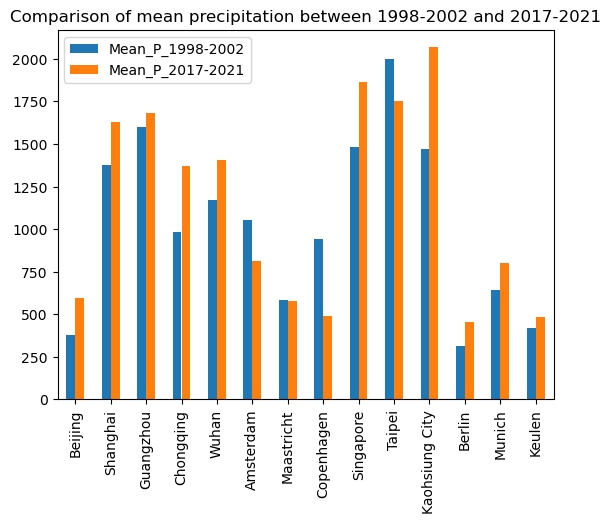 Comparison of mean precipitation between 1998-2002 and 2017-2021
Mean_P_1998-2002
Mean_P_2017-2021
2000
1750
1500
1250
1000
750
500
250
0
Beijing
Shanghai
Guangzhou
Chongqing
Wuhan
Amsterdam
Maastricht
Copenhagen
Singapore
Taipei
Kaohsiung City
Berlin
Munich
Keulen